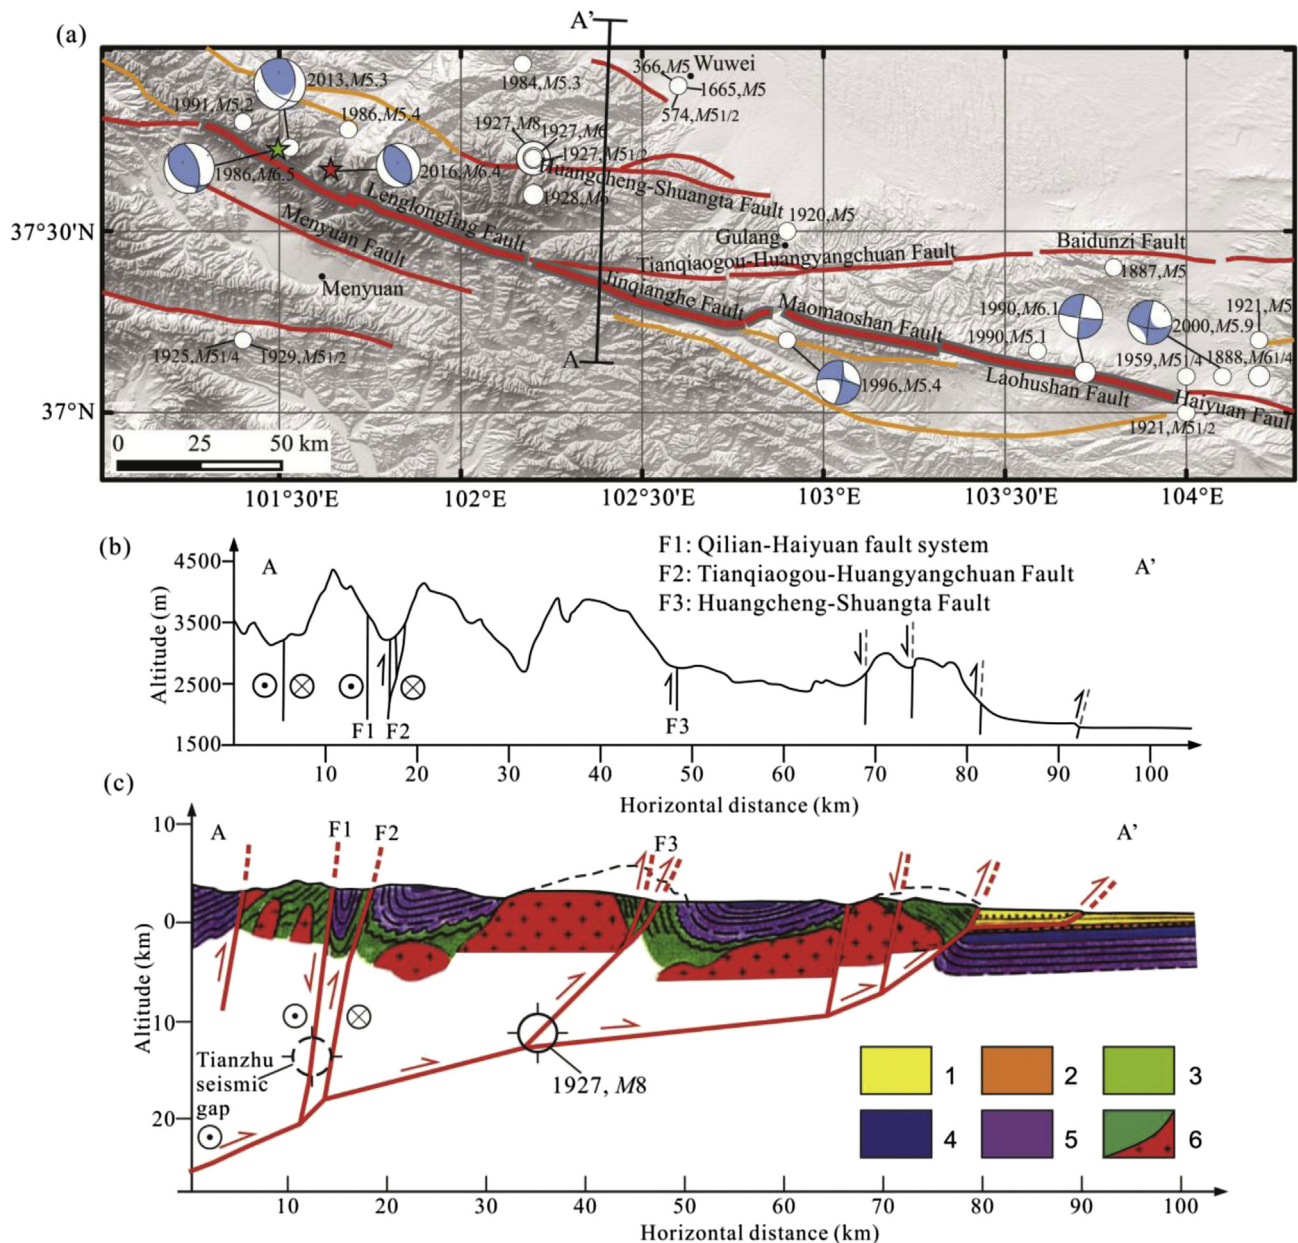 (a)
A'
366, M5
Wuwei
2013, M5.3
1984, M5.3
1665, M5
1991, M5.2
574, M51/2
1986, M5.4
1927, M8
1927, M6
1927, M51/2
1986, M6.5
2016, M6.4
Huangcheng-Shuangta Fault
1928, M6
Lenglongling Fault
1920, M5
37°30'N
Menyuan Fault
Gulang
Baidunzi Fault
Tianqiaogou-Huangyangchuan Fault
1887, M5
Menyuan
Jinqianghe Fault
Maomaoshan Fault
1990, M6.1
1921, M5
1990, M5.1
2000, M5.9
1925, M51/4
1929, M51/2
A
1959, M51/4
1888, M61/4
1996, M5.4
Laohushan Fault
Haiyuan Fault
37°N
1921, M51/2
0 25 50 km
101°30'E 102°E 102°30'E 103°E 103°30'E 104°E
(b)
A
F1: Qilian-Haiyuan fault system
A'
4500
F2: Tianqiaogou-Huangyangchuan Fault
F3: Huangcheng-Shuangta Fault
3500
2500
1500
Altitude (m)
F1 F2 F3
10 20 30 40 50 60 70 80 90 100
Horizontal distance (km)
(c)
10
A
F1 F2 F3
A'
0
10
20
Altitude (km)
Tianzhu
seismic
gap
1927, M8
1 2 3
4 5 6
10 20 30 40 50 60 70 80 90 100
Horizontal distance (km)